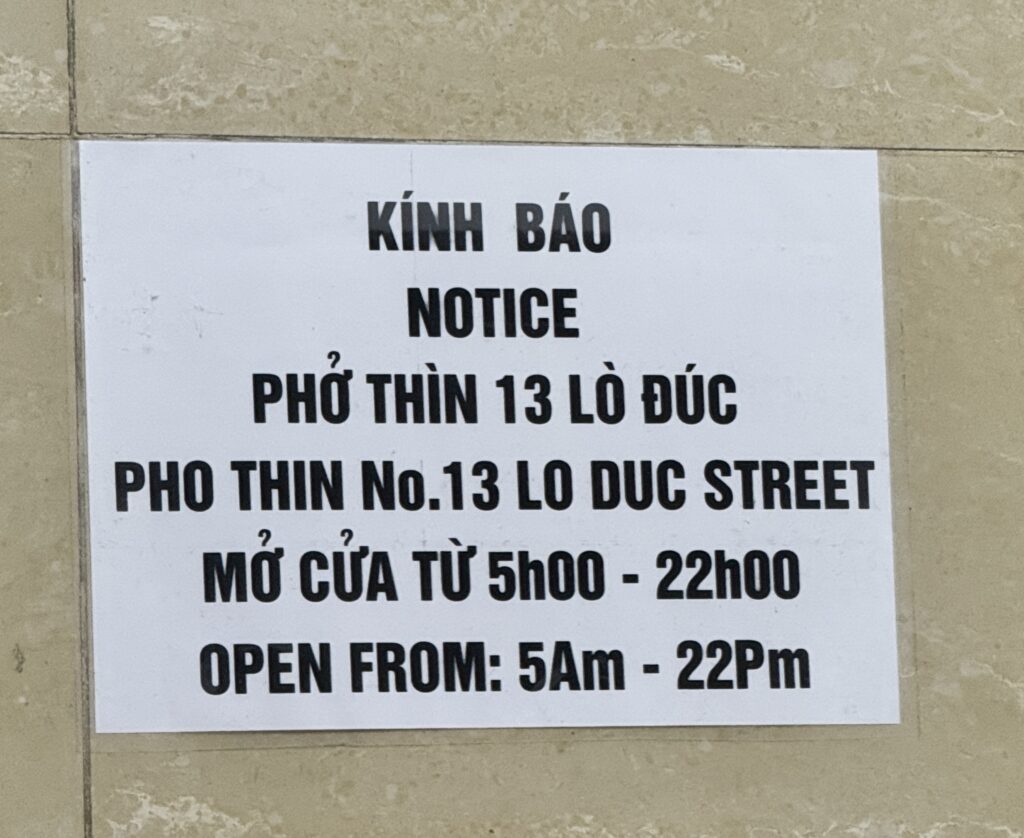 KÍNH BÁO
NOTICE
PHỞ THÌN 13 LÒ ĐÚC
PHO THIN No.13 LO DUC STREET
MỞ CỬA TỪ 5h00 - 22h00
OPEN FROM: 5Am - 22Pm